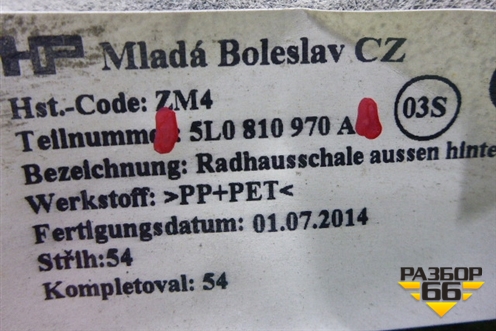 HP Mladá Boleslav CZ
Hst.-Code: ZM4
Teilnummer: 5L0 810 970 A
03S
Bezeichnung: Radhausschale aussen hinte
Werkstoff: >PP+PET<
Fertigungsdatum: 01.07.2014
Střih:54
Kompletoval: 54
РАЗБОР
66